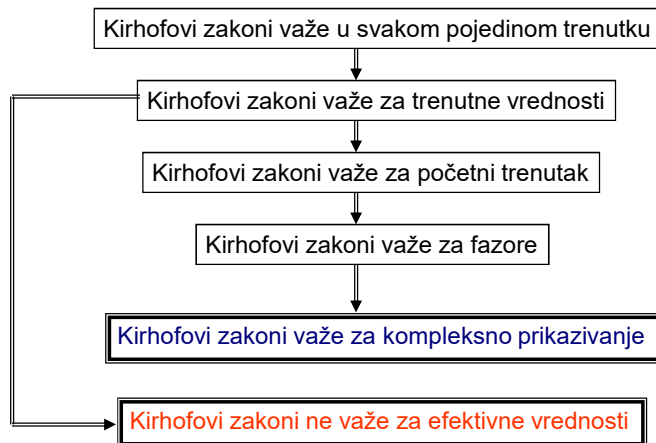 Kirhofovi zakoni važe u svakom pojedinom trenutku
Kirhofovi zakoni važe za trenutne vrednosti
Kirhofovi zakoni važe za početni trenutak
Kirhofovi zakoni važe za fazore
Kirhofovi zakoni važe za kompleksno prikazivanje
Kirhofovi zakoni ne važe za efektivne vrednosti